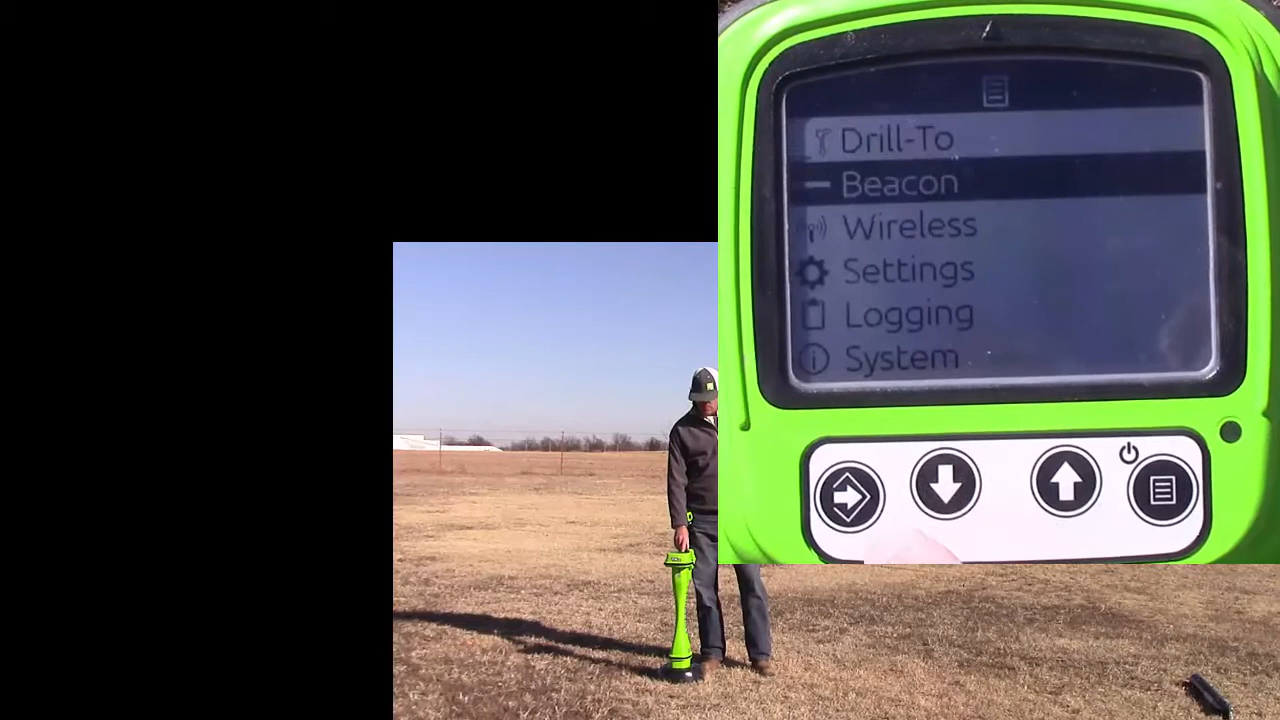 Drill-To
Beacon
Wireless
Settings
Logging
System